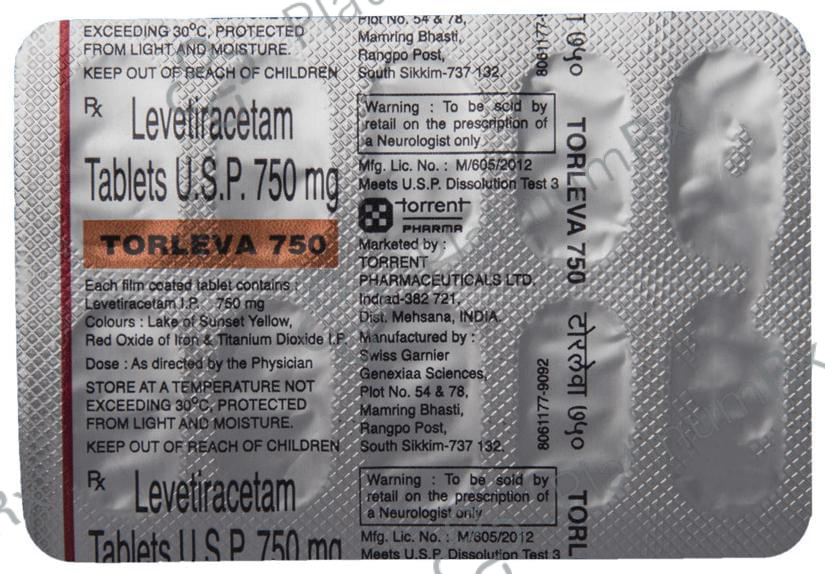 EXCEEDING 30°C, PROTECTED
FROM LIGHT AND MOISTURE.
KEEP OUT OF REACH OF CHILDREN
Rx
Levetiracetam
Tablets U.S.P. 750 mg
TORLEVA 750
Each film coated tablet contains :
Levetiracetam I.P. 750 mg
Colours : Lake of Sunset Yellow,
Red Oxide of Iron & Titanium Dioxide I.P.
Dose : As directed by the Physician
STORE AT A TEMPERATURE NOT
EXCEEDING 30°C, PROTECTED
FROM LIGHT AND MOISTURE.
KEEP OUT OF REACH OF CHILDREN
Rx
Levetiracetam
Tablets U.S.P. 750 mg
Plot No. 54 & 78,
Mamring Bhasti,
Rangpo Post,
South Sikkim-737 132.
Warning : To be sold by
retail on the prescription of
a Neurologist only
Mfg. Lic. No. : M/605/2012
Meets U.S.P. Dissolution Test 3
torrent
PHARMA
Marketed by :
TORRENT
PHARMACEUTICALS LTD.
Indrad-382 721,
Dist. Mehsana, INDIA.
Manufactured by :
Swiss Garnier
Genexiaa Sciences,
Plot No. 54 & 78,
Mamring Bhasti,
Rangpo Post,
South Sikkim-737 132.
Warning : To be sold by
retail on the prescription of
a Neurologist only
Mfg. Lic. No. : M/605/2012
Meets U.S.P. Dissolution Test 3
8061177-9
8061177-9092
७५०
TORLEVA 750
टोरलेवा ७५०
TORL